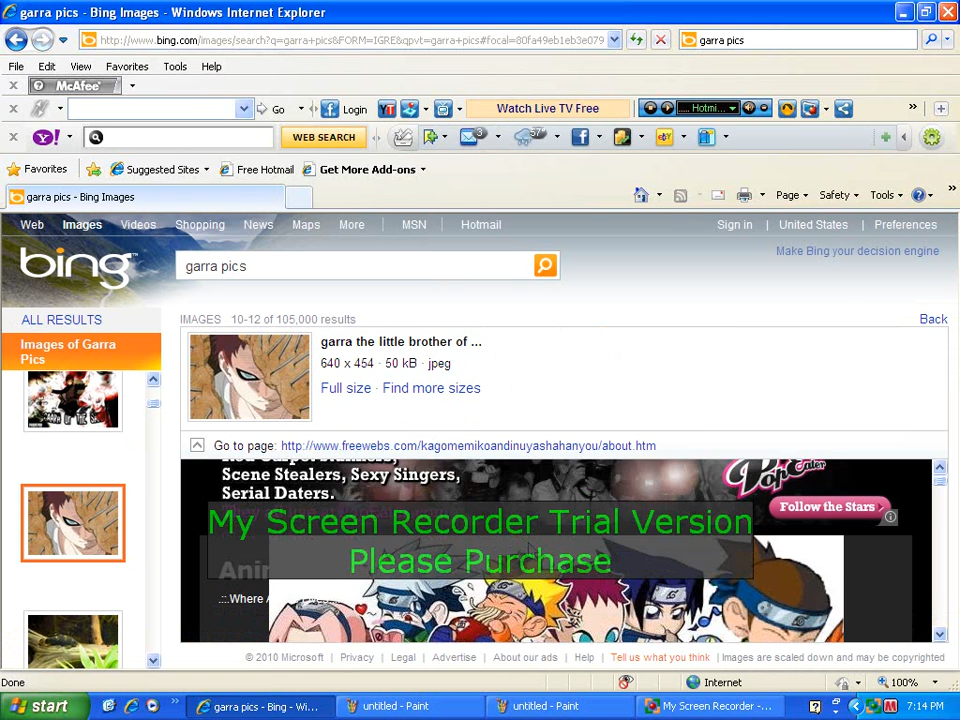 garra pics - Bing Images - Windows Internet Explorer
http://www.bing.com/images/search?q=garra+pics&FORM=IGRE&qpvt=garra+pics#focal=80fa49eb1eb3e079
garra pics
File Edit View Favorites Tools Help
x McAfee
x Go Login Watch Live TV Free Hotmi...
x Y! WEB SEARCH 3 57°
Favorites Suggested Sites Free Hotmail Get More Add-ons
garra pics - Bing Images Page Safety Tools
Web Images Videos Shopping News Maps More MSN Hotmail Sign in United States Preferences
bing™ garra pics Make Bing your decision engine
ALL RESULTS
IMAGES 10-12 of 105,000 results Back
Images of Garra
Pics
garra the little brother of ...
640 x 454 · 50 kB · jpeg
Full size · Find more sizes
Go to page: http://www.freewebs.com/kagomemikoandinuyashahanyou/about.htm
Scene Stealers, Sexy Singers,
Serial Daters.
PopEater
Follow the Stars
My Screen Recorder Trial Version
Please Purchase
Ani
.::.Where
© 2010 Microsoft | Privacy | Legal | Advertise | About our ads | Help | Tell us what you think | Images are scaled down and may be copyrighted
Done Internet 100%
start garra pics - Bing - Wi... untitled - Paint untitled - Paint My Screen Recorder -... 7:14 PM